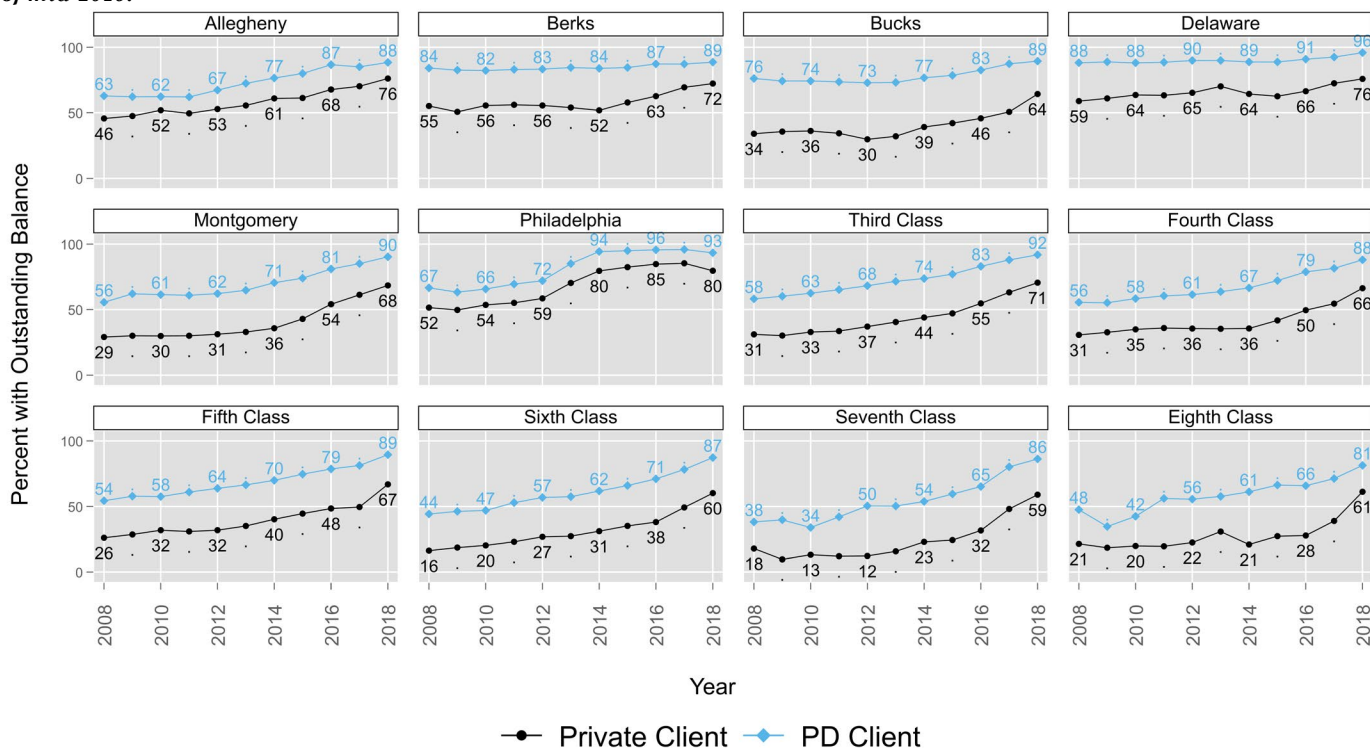 Allegheny Berks Bucks Delaware
100
50
0
63 62 67 77 87 88
46 52 53 61 68 76
84 82 83 84 87 89
55 56 56 52 63 72
76 74 73 77 83 89
34 36 30 39 46 64
88 88 90 89 91 96
59 64 65 64 66 76
Montgomery Philadelphia Third Class Fourth Class
100
50
0
56 61 62 71 81 90
29 30 31 36 54 68
67 66 72 94 96 93
52 54 59 80 85 80
58 63 68 74 83 92
31 33 37 44 55 71
56 58 61 67 79 88
31 35 36 36 50 66
Fifth Class Sixth Class Seventh Class Eighth Class
100
50
0
54 58 64 70 79 89
26 32 32 40 48 67
44 47 57 62 71 87
16 20 27 31 38 60
38 34 50 54 65 86
18 13 12 23 32 59
48 42 56 61 66 81
21 20 22 21 28 61
2008 2010 2012 2014 2016 2018 2008 2010 2012 2014 2016 2018 2008 2010 2012 2014 2016 2018 2008 2010 2012 2014 2016 2018
Percent with Outstanding Balance
Year
Private Client PD Client